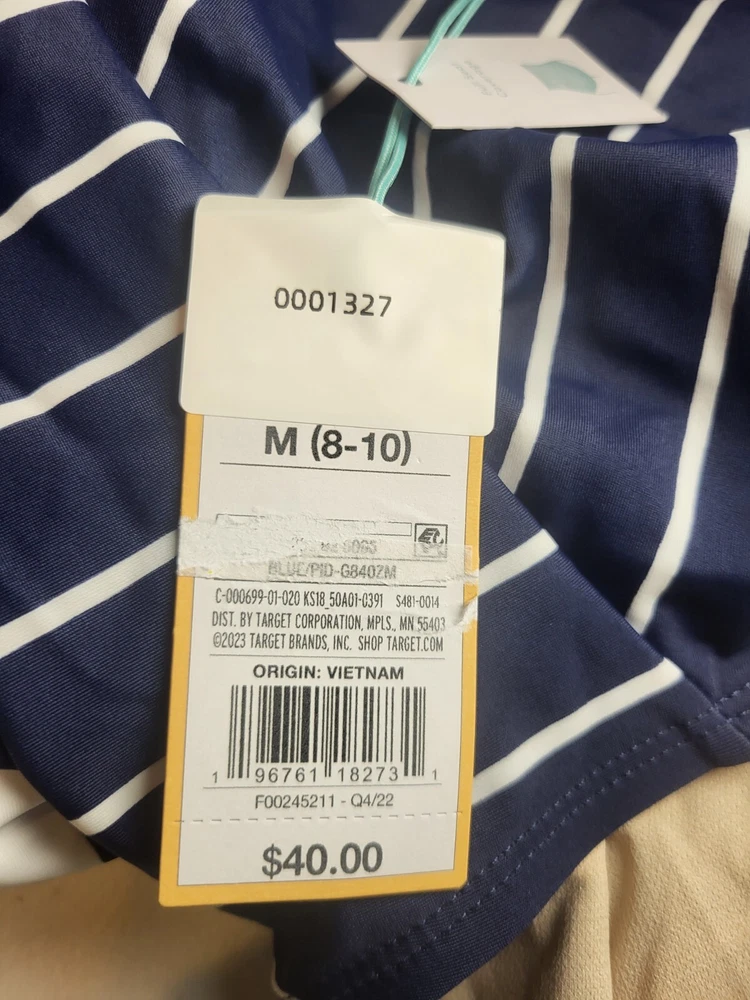 0001327
M (8-10)
BLUE/PID-G840ZM
C-000699-01-020 KS18_50A01-G391 S481-0014
DIST. BY TARGET CORPORATION, MPLS., MN 55403
©2023 TARGET BRANDS, INC. SHOP TARGET.COM
ORIGIN: VIETNAM
1 96761 18273 1
F00245211 - Q4/22
$40.00